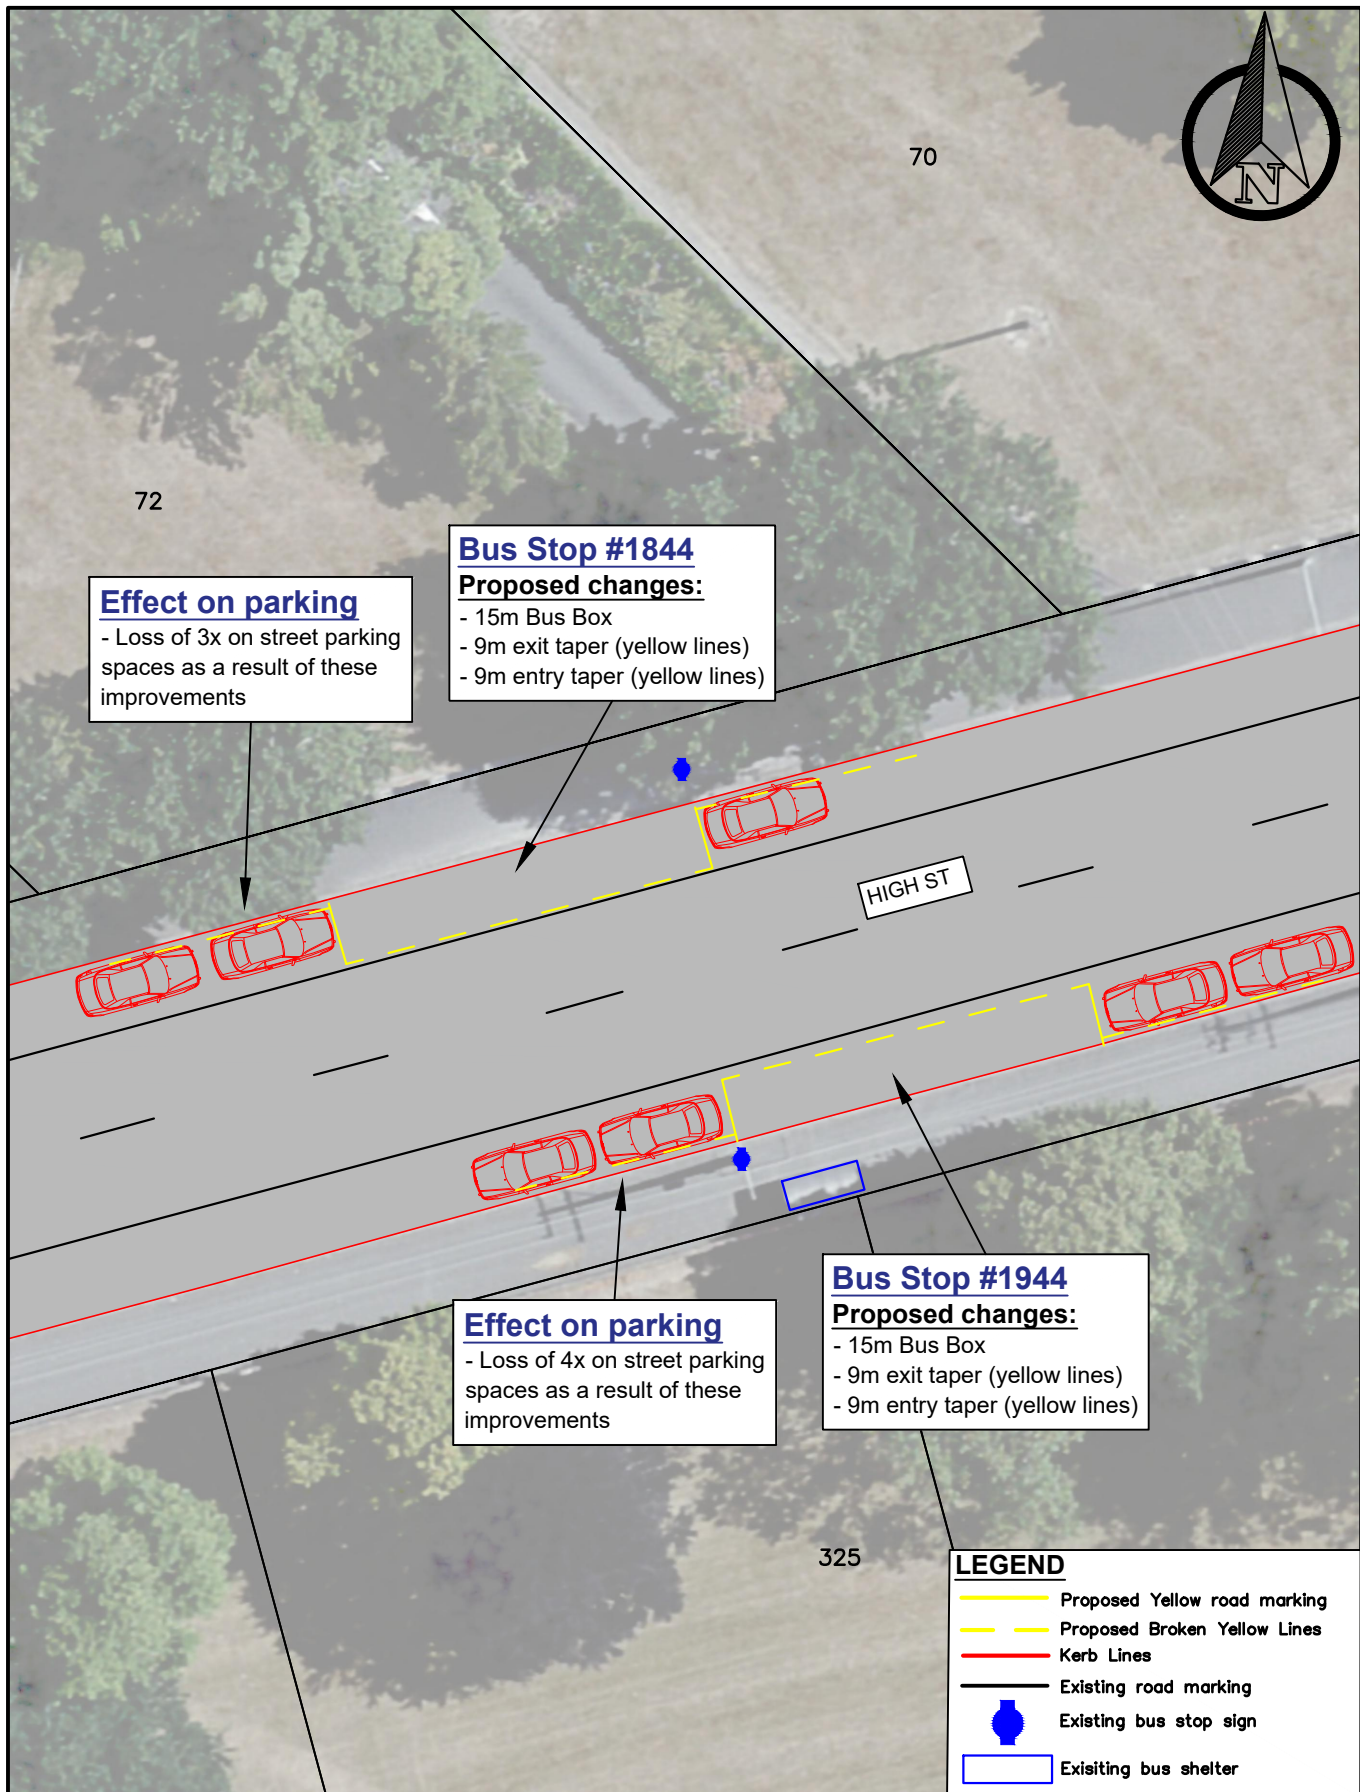 70
N
72
Bus Stop #1844
Proposed changes:
- 15m Bus Box
- 9m exit taper (yellow lines)
- 9m entry taper (yellow lines)
Effect on parking
- Loss of 3x on street parking
spaces as a result of these
improvements
HIGH ST
Effect on parking
- Loss of 4x on street parking
spaces as a result of these
improvements
Bus Stop #1944
Proposed changes:
- 15m Bus Box
- 9m exit taper (yellow lines)
- 9m entry taper (yellow lines)
325
LEGEND
Proposed Yellow road marking
Proposed Broken Yellow Lines
Kerb Lines
Existing road marking
Existing bus stop sign
Exisiting bus shelter